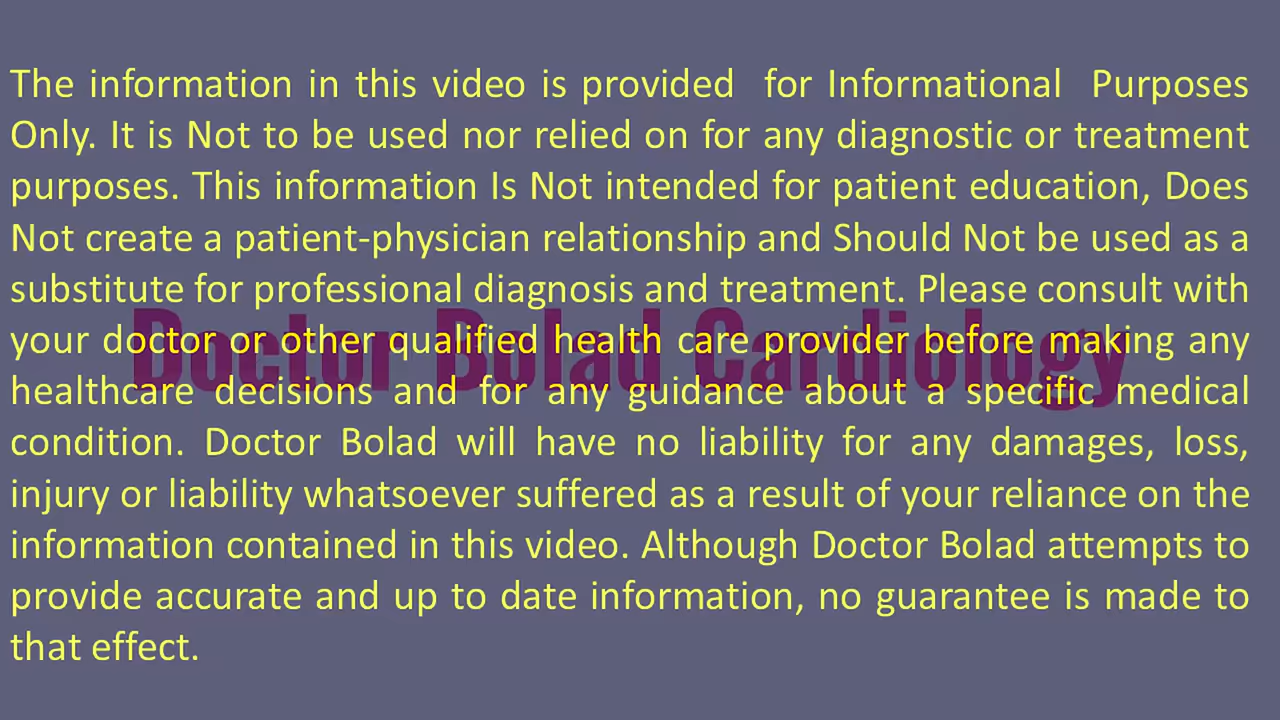 The information in this video is provided for Informational Purposes
Only. It is Not to be used nor relied on for any diagnostic or treatment
purposes. This information Is Not intended for patient education, Does
Not create a patient-physician relationship and Should Not be used as a
substitute for professional diagnosis and treatment. Please consult with
your doctor or other qualified health care provider before making any
healthcare decisions and for any guidance about a specific medical
condition. Doctor Bolad will have no liability for any damages, loss,
injury or liability whatsoever suffered as a result of your reliance on the
information contained in this video. Although Doctor Bolad attempts to
provide accurate and up to date information, no guarantee is made to
that effect.
Doctor Bolad Cardiology